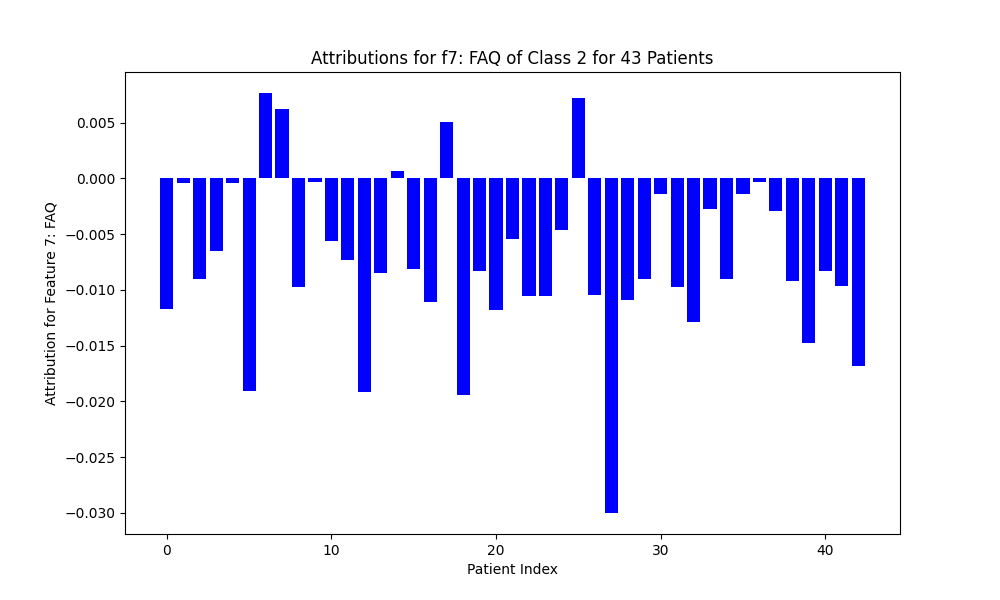 Attributions for f7: FAQ of Class 2 for 43 Patients
Attribution for Feature 7: FAQ
0.005
0.000
−0.005
−0.010
−0.015
−0.020
−0.025
−0.030
0 10 20 30 40
Patient Index